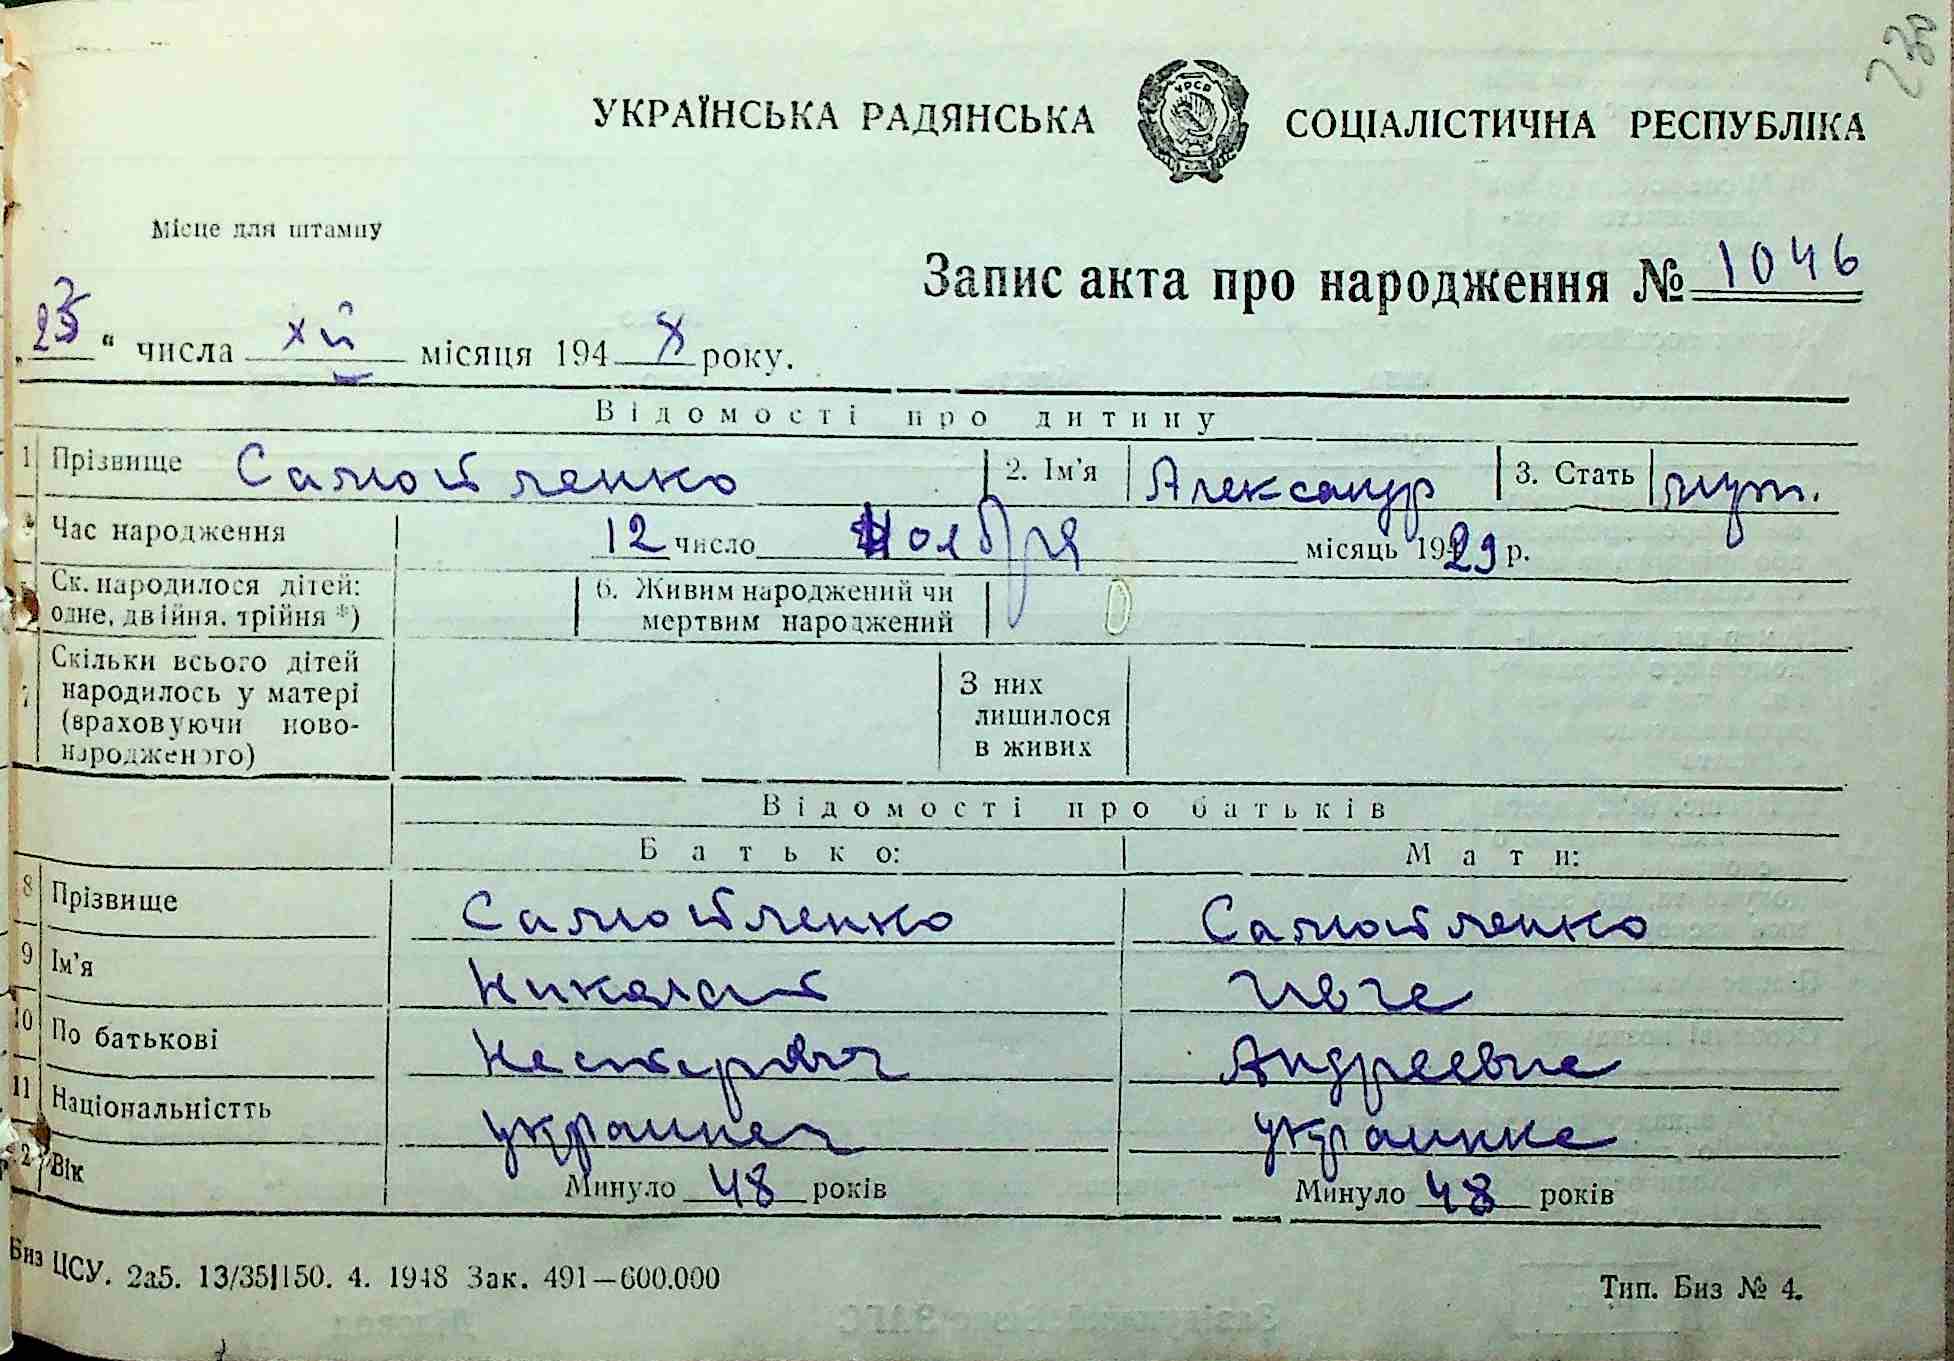 УКРАЇНСЬКА РАДЯНСЬКА УРСР СОЦІАЛІСТИЧНА РЕСПУБЛІКА
Місце для штампу
Запис акта про народження № 1046
„ “ числа XII місяця 1948 року.
Відомості про дитину
1 Прізвище Самойленко 2. Ім'я Александр 3. Стать муж.
Час народження 12 число Ноября місяць 1929 р.
Ск. народилося дітей: одне, двійня, трійня *) 6. Живим народжений чи мертвим народжений
7 Скільки всього дітей народилось у матері (враховуючи ново-народженого) З них лишилося в живих
Відомості про батьків
Батько: Мати:
8 Прізвище Самойленко Самойленко
9 Ім'я Николай
10 По батькові Несторович Андреевна
11 Національністть украинец украинка
Вік Минуло 48 років Минуло 48 років
Биз ЦСУ. 2а5. 13/35|150. 4. 1948 Зак. 491—600.000 Тип. Биз № 4.